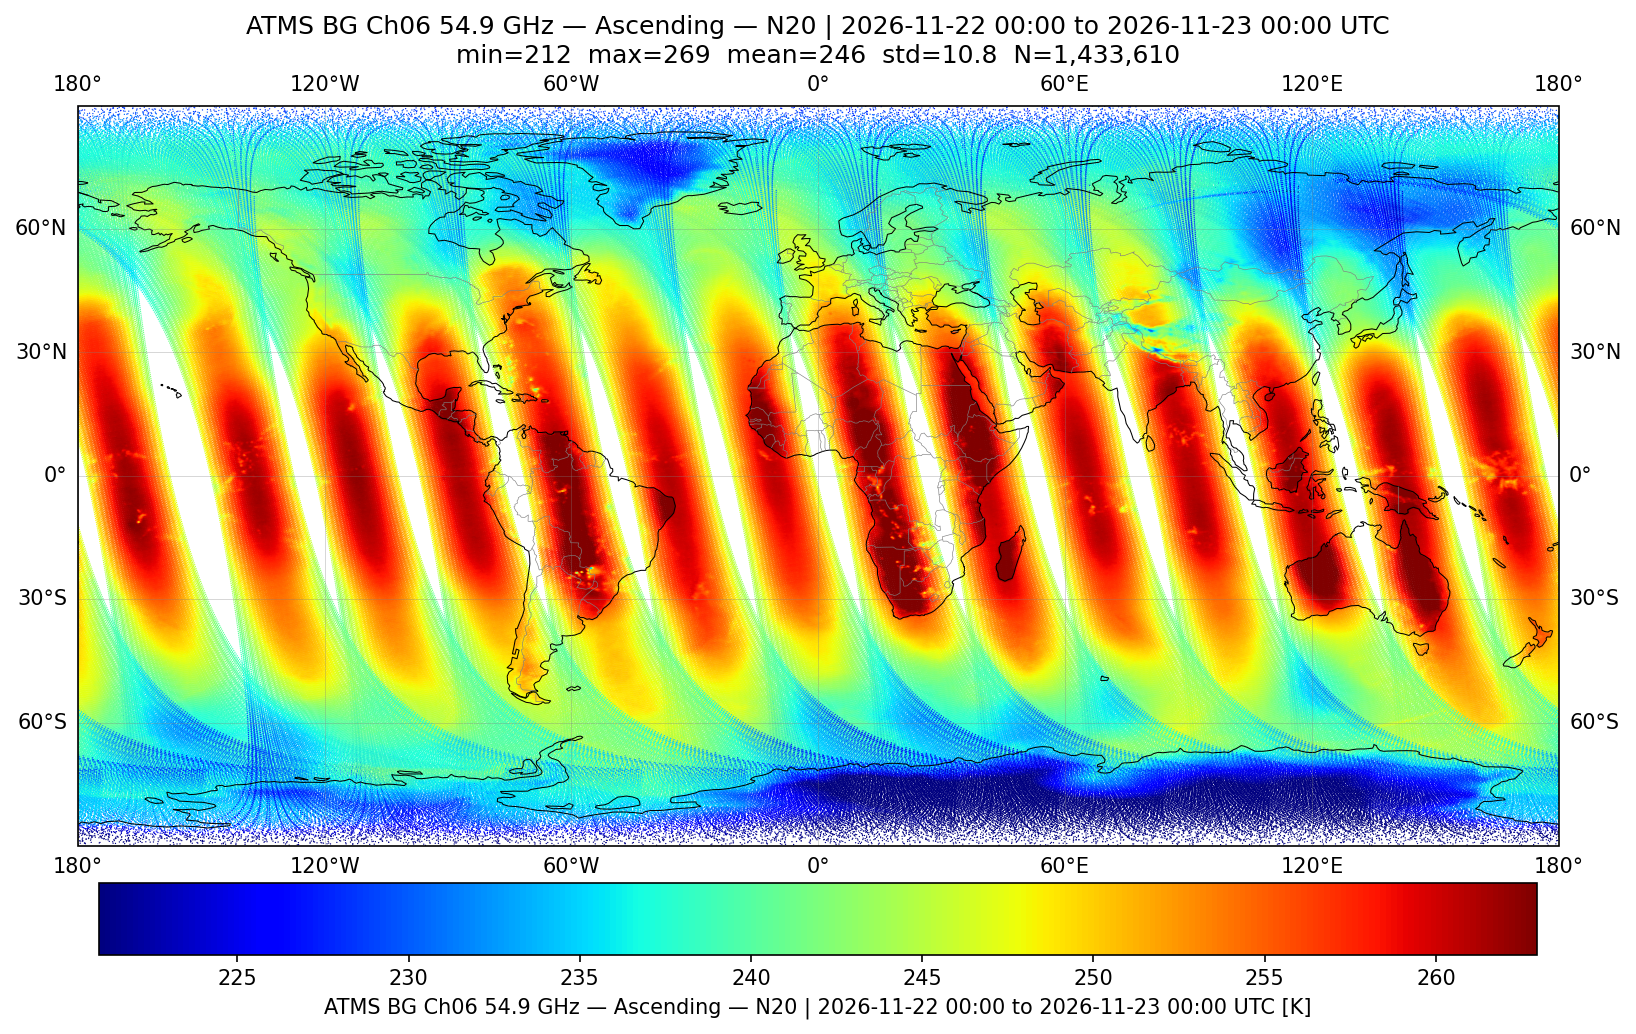 ATMS BG Ch06 54.9 GHz — Ascending — N20 | 2026-11-22 00:00 to 2026-11-23 00:00 UTC
min=212 max=269 mean=246 std=10.8 N=1,433,610
180° 120°W 60°W 0° 60°E 120°E 180°
60°N 60°N
30°N 30°N
0° 0°
30°S 30°S
60°S 60°S
180° 120°W 60°W 0° 60°E 120°E 180°
225 230 235 240 245 250 255 260
ATMS BG Ch06 54.9 GHz — Ascending — N20 | 2026-11-22 00:00 to 2026-11-23 00:00 UTC [K]